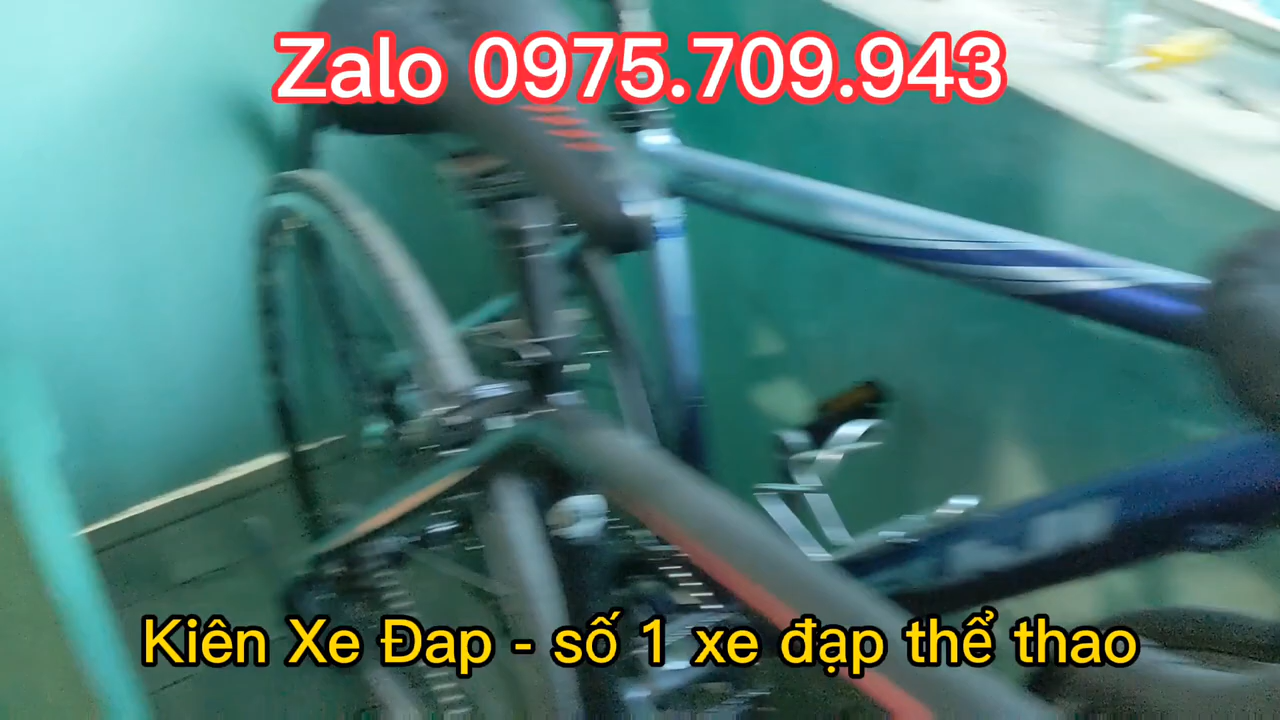 Zalo 0975.709.943
Kiên Xe Đap - số 1 xe đạp thể thao